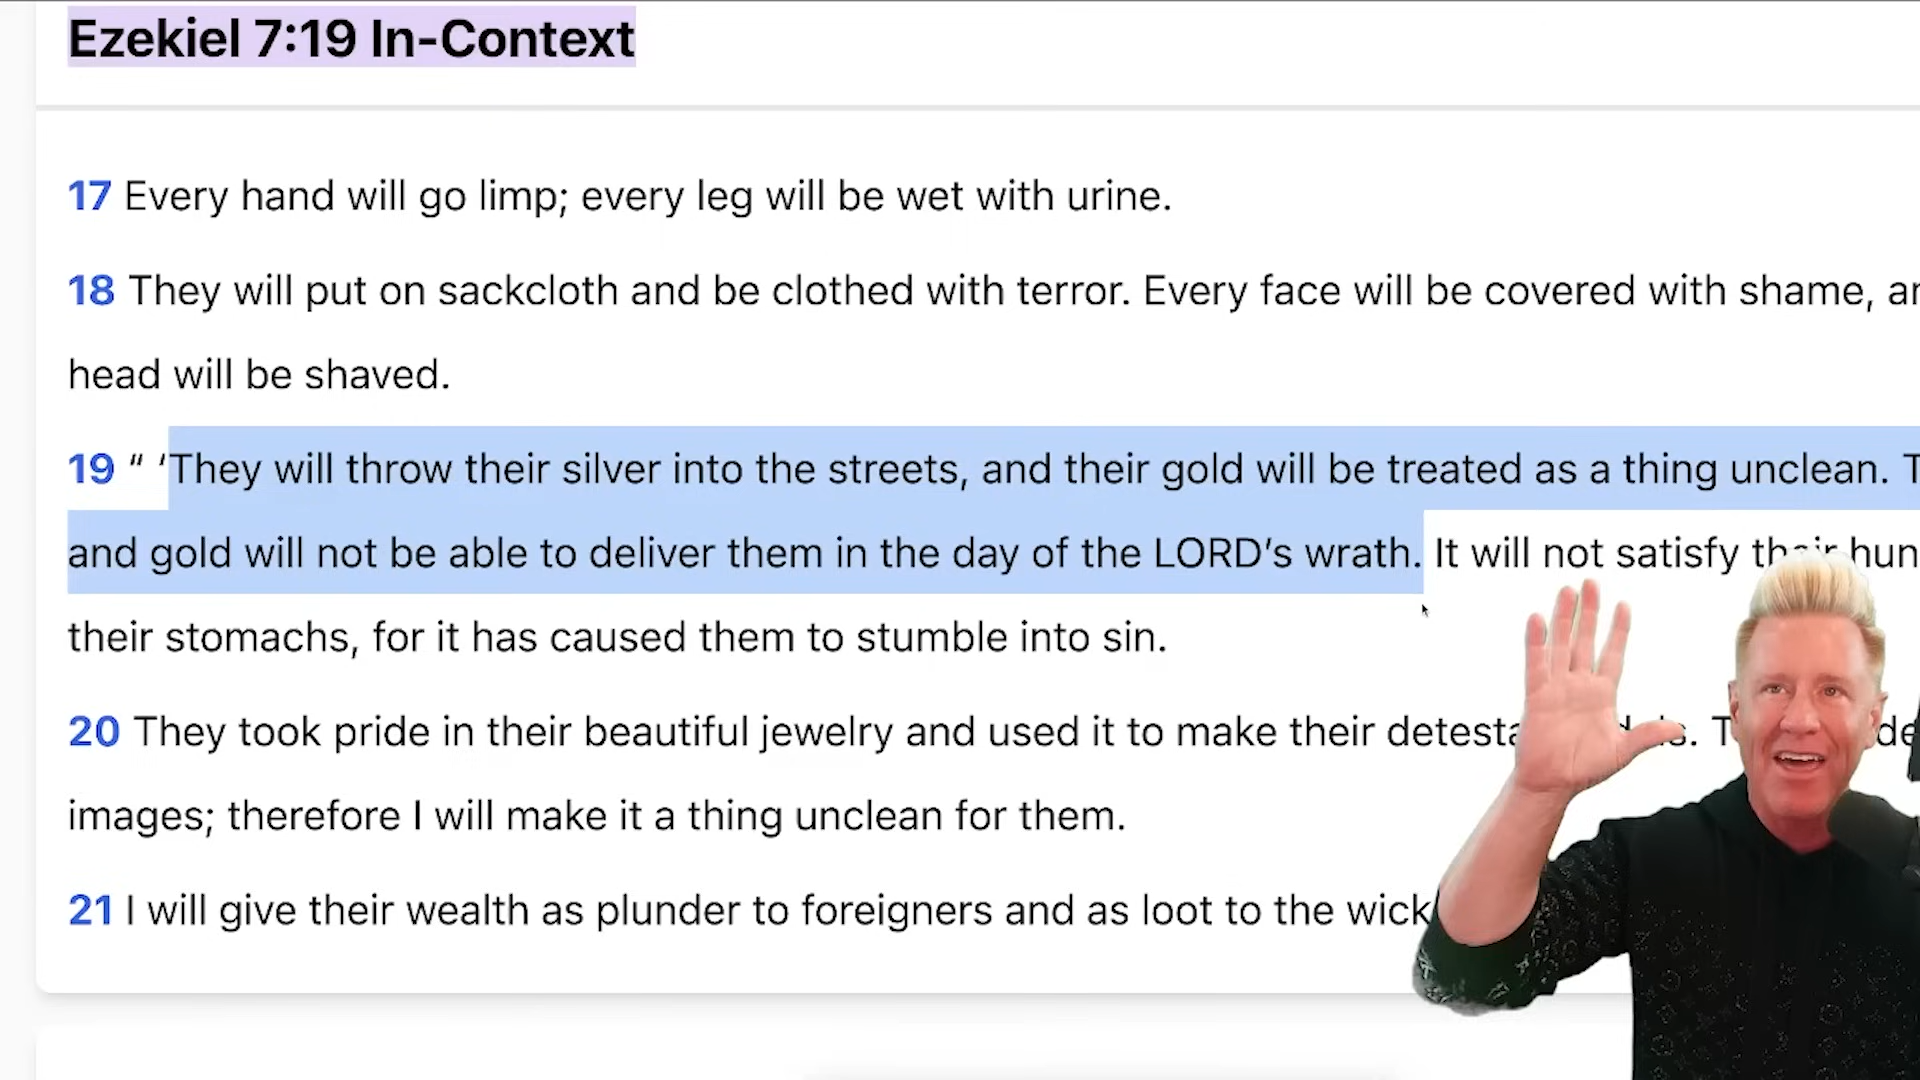 Ezekiel 7:19 In-Context
17 Every hand will go limp; every leg will be wet with urine.
18 They will put on sackcloth and be clothed with terror. Every face will be covered with shame,
head will be shaved.
19 “ ‘They will throw their silver into the streets, and their gold will be treated as a thing unclean.
and gold will not be able to deliver them in the day of the LORD’s wrath. It will not satisfy their
their stomachs, for it has caused them to stumble into sin.
20 They took pride in their beautiful jewelry and used it to make their
images; therefore I will make it a thing unclean for them.
21 I will give their wealth as plunder to foreigners and as loot to the